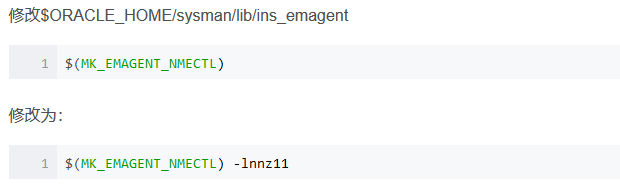 修改$ORACLE_HOME/sysman/lib/ins_emagent
1 $(MK_EMAGENT_NMECTL)
修改为：
1 $(MK_EMAGENT_NMECTL) -lnnz11